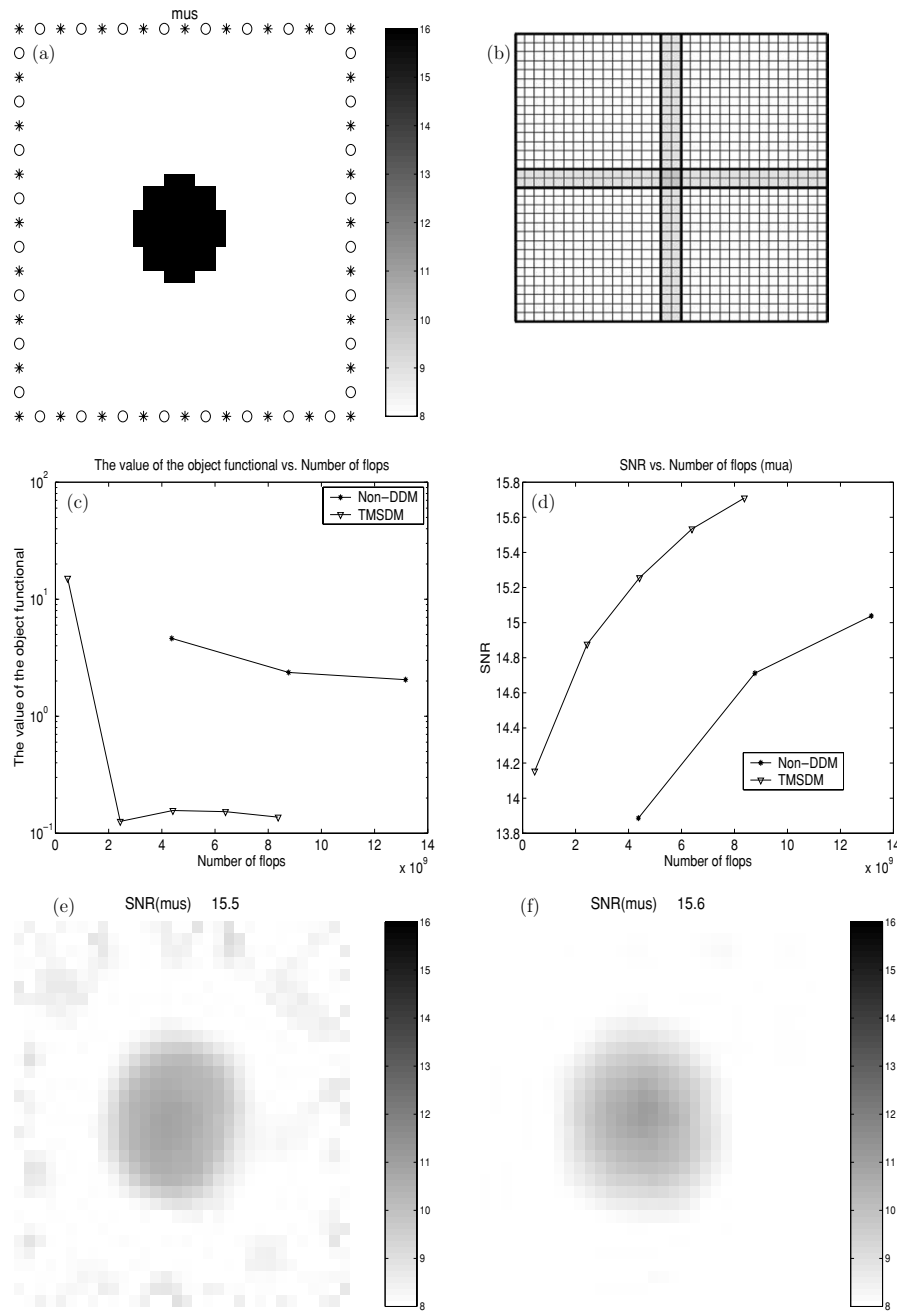 mus
(a)
16
15
14
13
12
11
10
9
8
(b)
The value of the object functional vs. Number of flops
(c)
Non−DDM
TMSDM
10^2
10^1
10^0
10^−1
The value of the object functional
0 2 4 6 8 10 12 14
Number of flops
x 10^9
SNR vs. Number of flops (mua)
(d)
15.8
15.6
15.4
15.2
15
14.8
14.6
14.4
14.2
14
13.8
SNR
Non−DDM
TMSDM
0 2 4 6 8 10 12 14
Number of flops
x 10^9
(e)
SNR(mus) 15.5
16
15
14
13
12
11
10
9
8
(f)
SNR(mus) 15.6
16
15
14
13
12
11
10
9
8